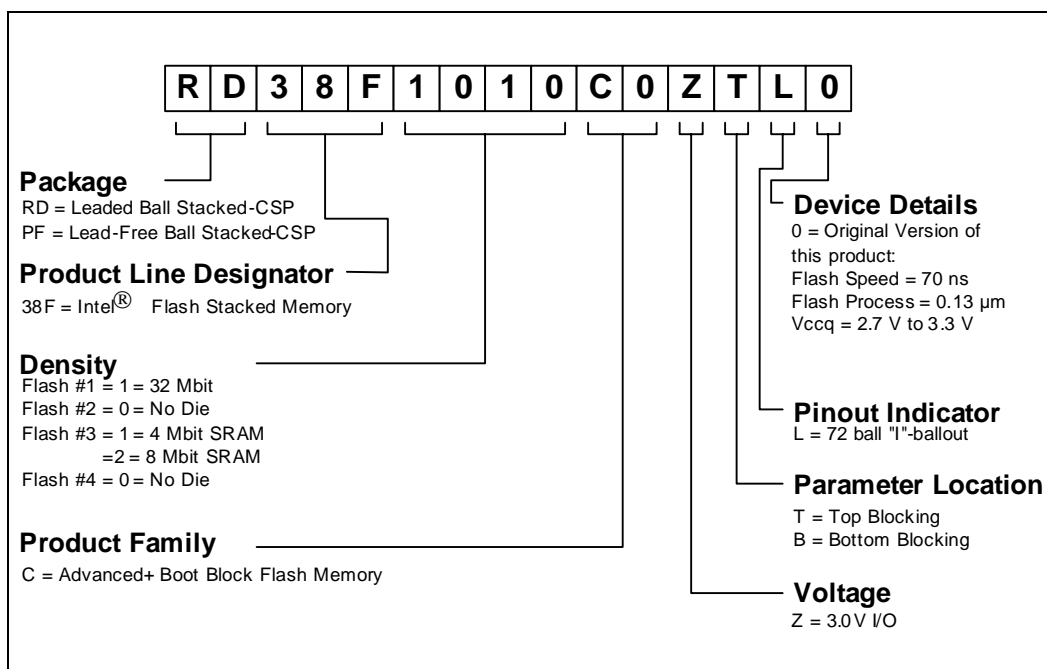 R D 3 8 F 1 0 1 0 C 0 Z T L 0
Package
RD = Leaded Ball Stacked-CSP
PF = Lead-Free Ball Stacked-CSP
Product Line Designator
38F = Intel® Flash Stacked Memory
Density
Flash #1 = 1 = 32 Mbit
Flash #2 = 0 = No Die
Flash #3 = 1 = 4 Mbit SRAM
=2 = 8 Mbit SRAM
Flash #4 = 0 = No Die
Product Family
C = Advanced+ Boot Block Flash Memory
Device Details
0 = Original Version of
this product:
Flash Speed = 70 ns
Flash Process = 0.13 µm
Vccq = 2.7 V to 3.3 V
Pinout Indicator
L = 72 ball "I"-ballout
Parameter Location
T = Top Blocking
B = Bottom Blocking
Voltage
Z = 3.0 V I/O